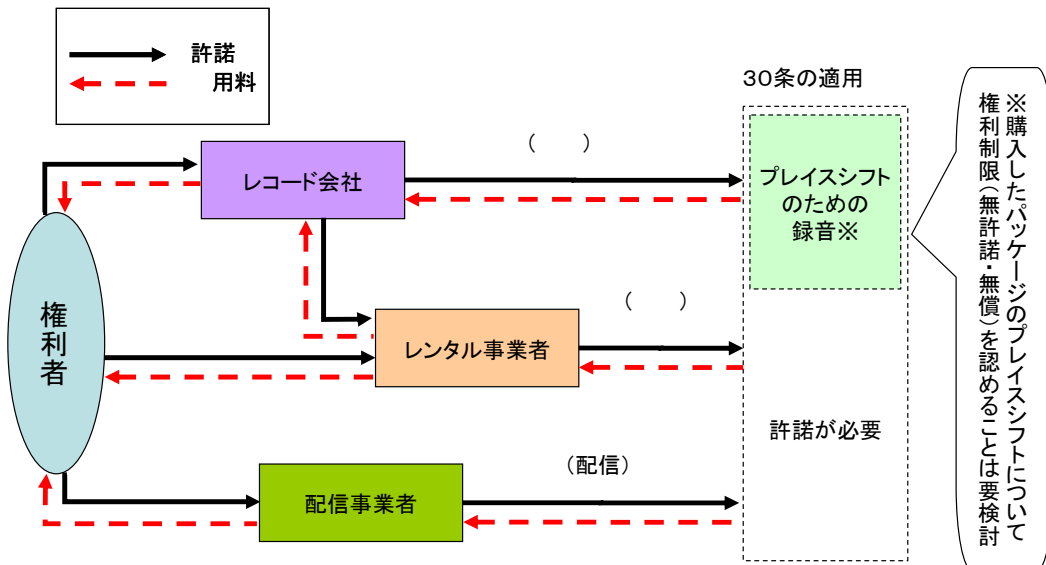 許諾
用料
30条の適用
(　　)
レコード会社
プレイスシフト
のための
録音※
(　　)
権利者
レンタル事業者
許諾が必要
(配信)
配信事業者
※購入したパッケージのプレイスシフトについて
権利制限(無許諾・無償)を認めることは要検討